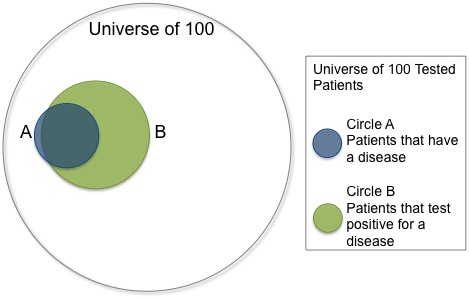 Universe of 100
A
B
Universe of 100 Tested
Patients
Circle A
Patients that have
a disease
Circle B
Patients that test
positive for a
disease